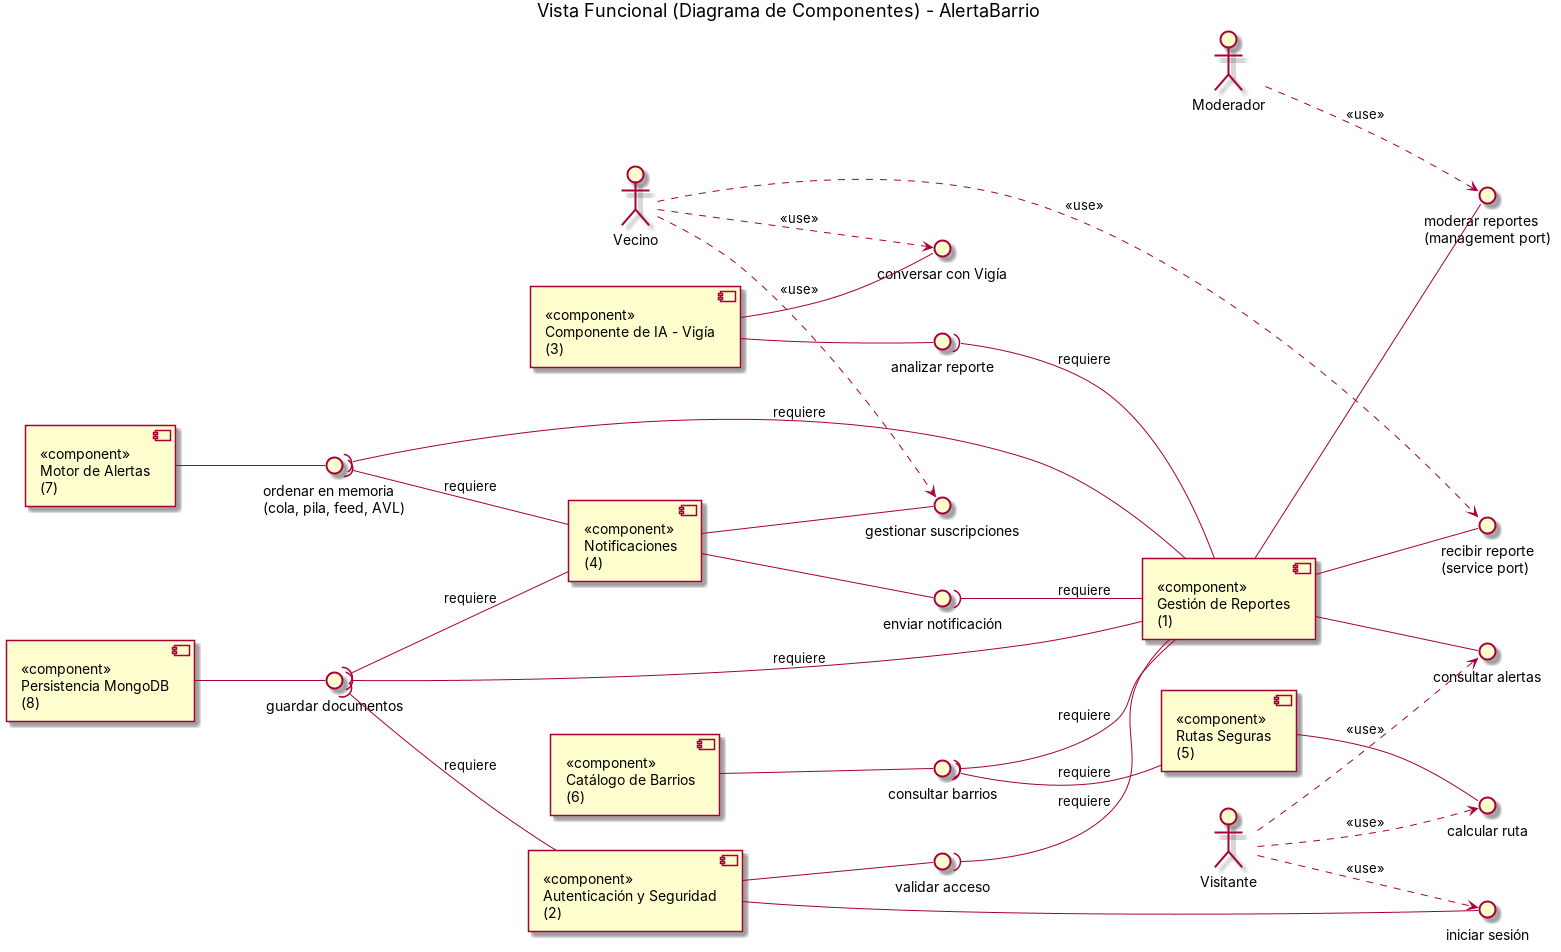 Vista Funcional (Diagrama de Componentes) - AlertaBarrio
Moderador
«use»
Vecino
«use»
«use»
moderar reportes
(management port)
conversar con Vigía
«use»
«component»
Componente de IA - Vigía
(3)
analizar reporte
requiere
requiere
«component»
Motor de Alertas
(7)
ordenar en memoria
(cola, pila, feed, AVL)
requiere
«component»
Notificaciones
(4)
gestionar suscripciones
recibir reporte
(service port)
enviar notificación
requiere
requiere
«component»
Gestión de Reportes
(1)
«component»
Persistencia MongoDB
(8)
guardar documentos
requiere
consultar alertas
requiere
«component»
Rutas Seguras
(5)
«use»
«component»
Catálogo de Barrios
(6)
consultar barrios
requiere
requiere
requiere
«use»
calcular ruta
Visitante
«use»
«component»
Autenticación y Seguridad
(2)
validar acceso
iniciar sesión